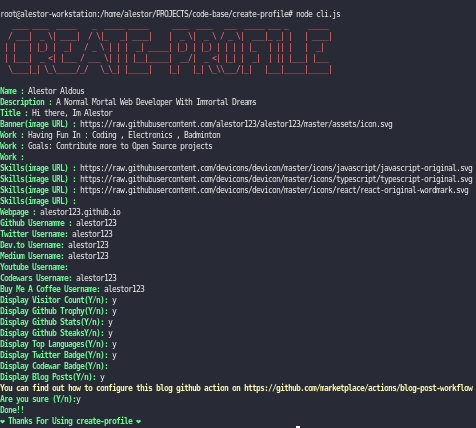 root@alestor-workstation:/home/alestor/PROJECTS/code-base/create-profile# node cli.js
CREATE-PROFILE
Name : Alestor Aldous
Description : A Normal Mortal Web Developer With Immortal Dreams
Title : Hi there, Im Alestor
Banner(image URL) : https://raw.githubusercontent.com/alestor123/alestor123/master/assets/icon.svg
Work : Having Fun In : Coding , Electronics , Badminton
Work : Goals: Contribute more to Open Source projects
Work :
Skills(image URL) : https://raw.githubusercontent.com/devicons/devicon/master/icons/javascript/javascript-original.svg
Skills(image URL) : https://raw.githubusercontent.com/devicons/devicon/master/icons/typescript/typescript-original.svg
Skills(image URL) : https://raw.githubusercontent.com/devicons/devicon/master/icons/react/react-original-wordmark.svg
Skills(image URL) :
Webpage : alestor123.github.io
Github Username : alestor123
Twitter Username: alestor123
Dev.to Username: alestor123
Medium Username: alestor123
Youtube Username:
Codewars Username: alestor123
Buy Me A Coffee Username: alestor123
Display Visitor Count(Y/n): y
Display Github Trophy(Y/n): y
Display Github Stats(Y/n): y
Display Github SteaksY/n): y
Display Top Languages(Y/n): y
Display Twitter Badge(Y/n): y
Display Codewar Badge(Y/n):
Display Blog Posts(Y/n): y
You can find out how to configure this blog github action on https://github.com/marketplace/actions/blog-post-workflow
Are you sure (Y/n):y
Done!!
❤ Thanks For Using create-profile ❤